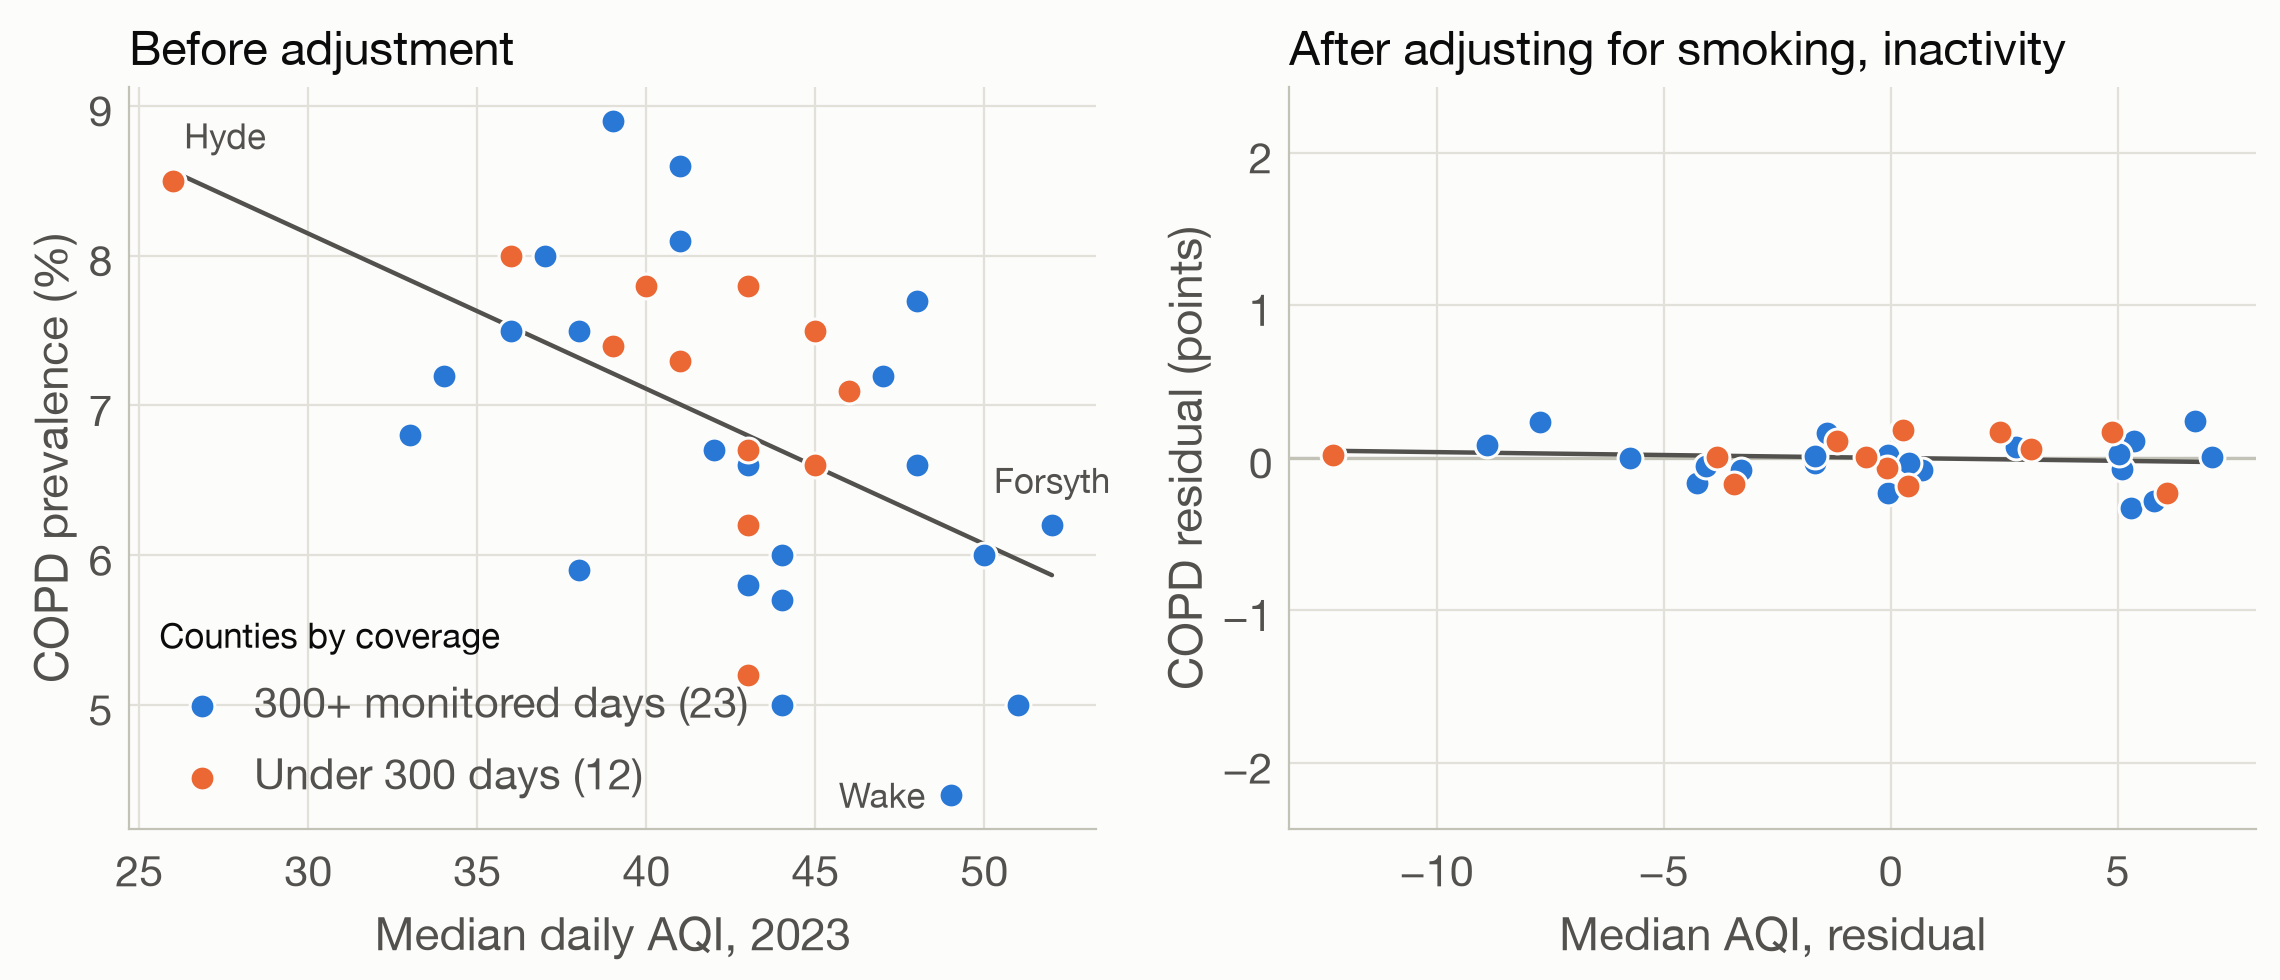 Before adjustment
9
8
7
6
5
COPD prevalence (%)
Hyde
Forsyth
Wake
Counties by coverage
300+ monitored days (23)
Under 300 days (12)
25 30 35 40 45 50
Median daily AQI, 2023
After adjusting for smoking, inactivity
2
1
0
−1
−2
COPD residual (points)
−10 −5 0 5
Median AQI, residual